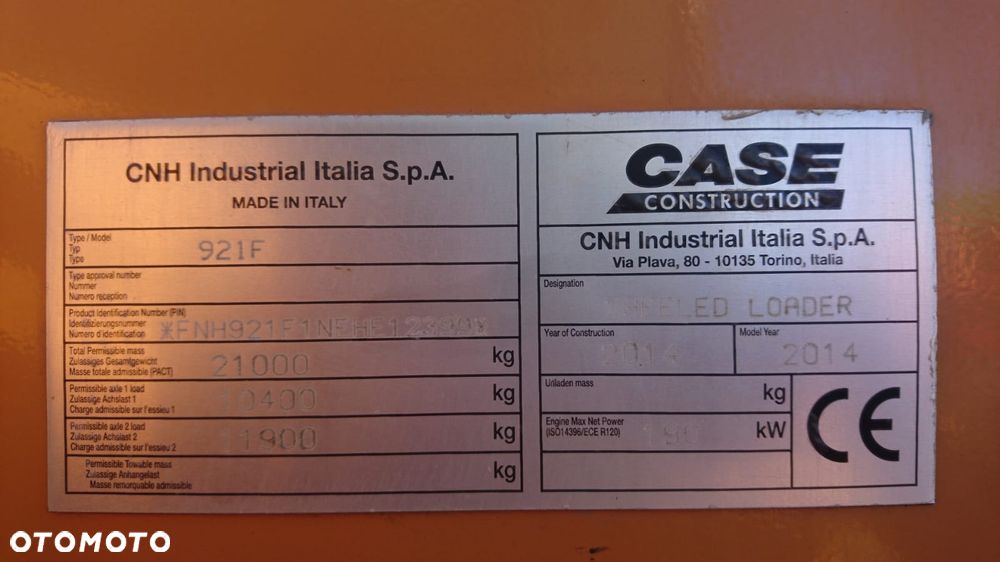 CNH Industrial Italia S.p.A.
MADE IN ITALY
Type / Model
Typ
Type
921F
Type approval number
Nummer
Numero reception
Product Identification Number (PIN)
Identifizierungsnummer
Numero d'identification
Total Permissible mass
Zulassiges Gesamtgewicht
Masse totale admissible (PACT)
21000 kg
Permissible axle 1 load
Zulassige Achslast 1
Charge admissible sur l'essieu 1
10400 kg
Permissible axle 2 load
Zulassige Achslast 2
Charge admissible sur l'essieu 2
11900 kg
Permissible Towable mass
Zulassige Anhangelast
Masse remorquable admissible
kg
CASE
CONSTRUCTION
CNH Industrial Italia S.p.A.
Via Plava, 80 - 10135 Torino, Italia
Designation
WHEELED LOADER
Year of Construction
2014
Model Year
2014
Unladen mass
kg
Engine Max Net Power
(ISO14396/ECE R120)
kW
CE
OTOMOTO